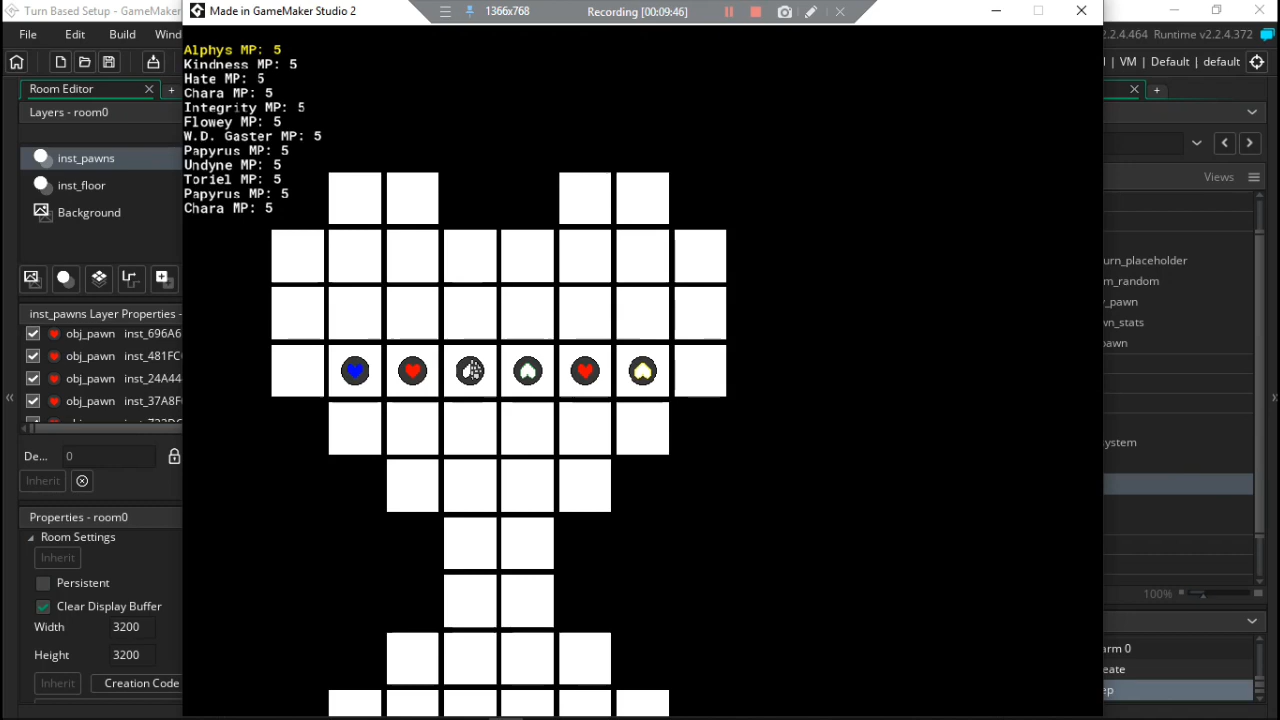 Turn Based Setup - GameMaker
Made in GameMaker Studio 2
1366x768
Recording [00:09:46]
File Edit Build Wind
2.2.4.464 Runtime v2.2.4.372
VM | Default | default
Room Editor
Layers - room0
inst_pawns
inst_floor
Background
Alphys MP: 5
Kindness MP: 5
Hate MP: 5
Chara MP: 5
Integrity MP: 5
Flowey MP: 5
W.D. Gaster MP: 5
Papyrus MP: 5
Undyne MP: 5
Toriel MP: 5
Papyrus MP: 5
Chara MP: 5
Views
urn_placeholder
m_random
y_pawn
wn_stats
awn
ystem
inst_pawns Layer Properties -
obj_pawn inst_696A6
obj_pawn inst_481FC
obj_pawn inst_24A44
obj_pawn inst_37A8F
De... 0
Inherit
Properties - room0
Room Settings
Inherit
Persistent
Clear Display Buffer
Width 3200
Height 3200
Inherit Creation Code
100%
arm 0
eate
ep